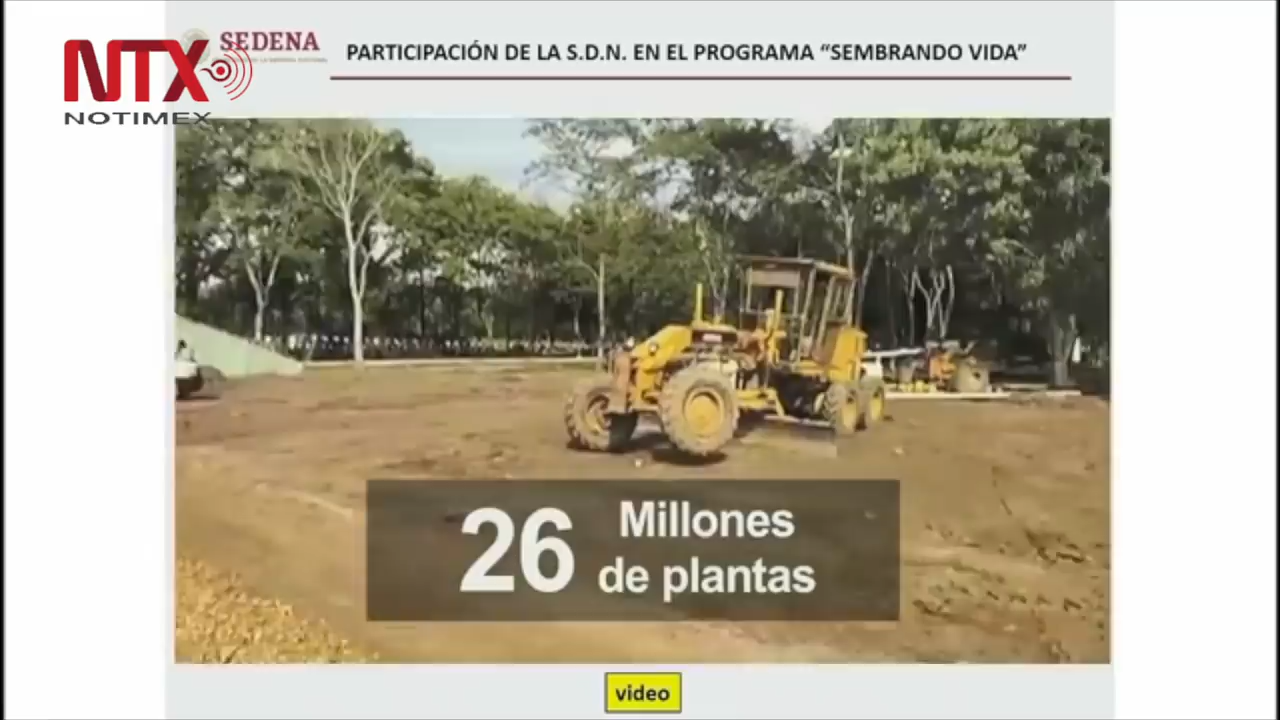 NTX
NOTIMEX
SEDENA
PARTICIPACIÓN DE LA S.D.N. EN EL PROGRAMA “SEMBRANDO VIDA”
26 Millones
de plantas
video